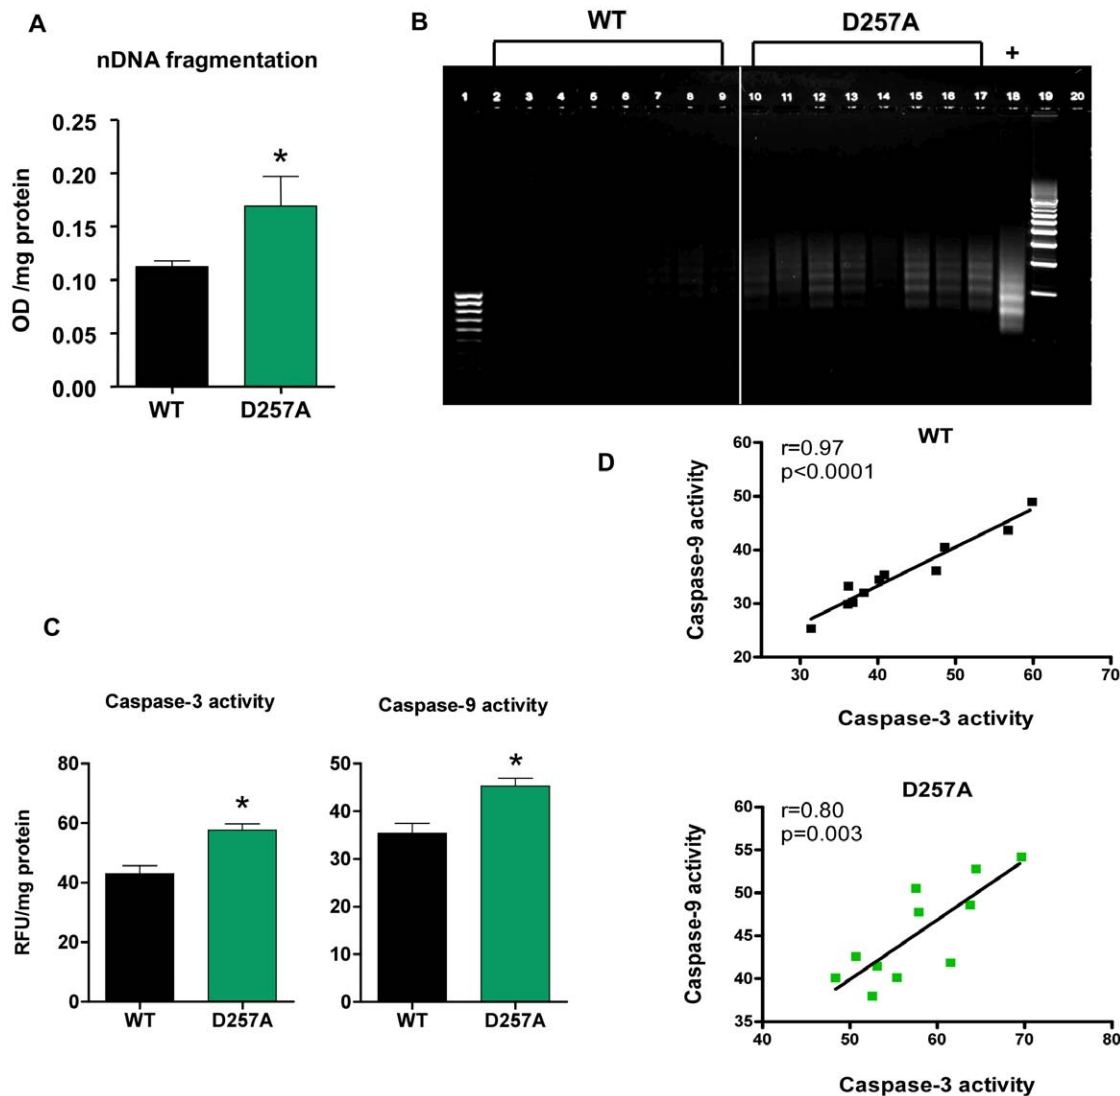 A
nDNA fragmentation
OD /mg protein
0.25
0.20
0.15
0.10
0.05
0.00
*
WT
D257A
B
WT
D257A
+
1 2 3 4 5 6 7 8 9 10 11 12 13 14 15 16 17 18 19 20
C
Caspase-3 activity
RFU/mg protein
80
60
40
20
0
*
WT
D257A
Caspase-9 activity
50
40
30
20
10
0
*
WT
D257A
D
WT
r=0.97
p<0.0001
Caspase-9 activity
60
50
40
30
20
30 40 50 60 70
Caspase-3 activity
D257A
r=0.80
p=0.003
Caspase-9 activity
60
55
50
45
40
35
40 50 60 70 80
Caspase-3 activity